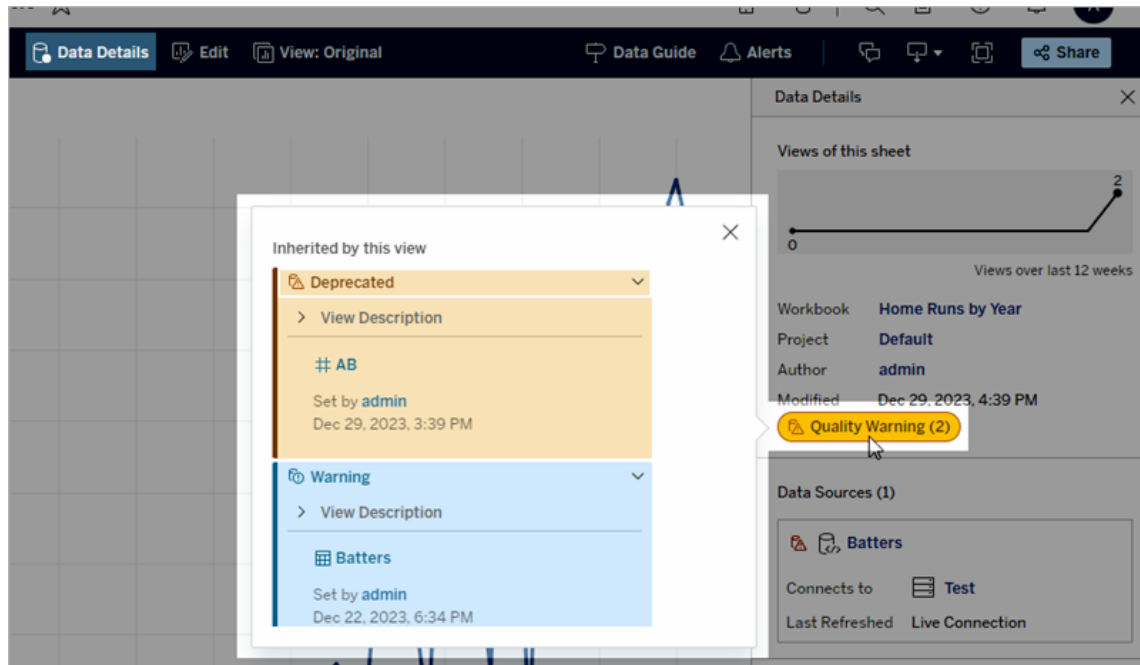 Data Details
Edit
View: Original
Data Guide
Alerts
Share
Data Details
Views of this sheet
2
0
Views over last 12 weeks
Workbook Home Runs by Year
Project Default
Author admin
Modified Dec 29, 2023, 4:39 PM
Quality Warning (2)
Data Sources (1)
Batters
Connects to Test
Last Refreshed Live Connection
Inherited by this view
Deprecated
View Description
AB
Set by admin
Dec 29, 2023, 3:39 PM
Warning
View Description
Batters
Set by admin
Dec 22, 2023, 6:34 PM